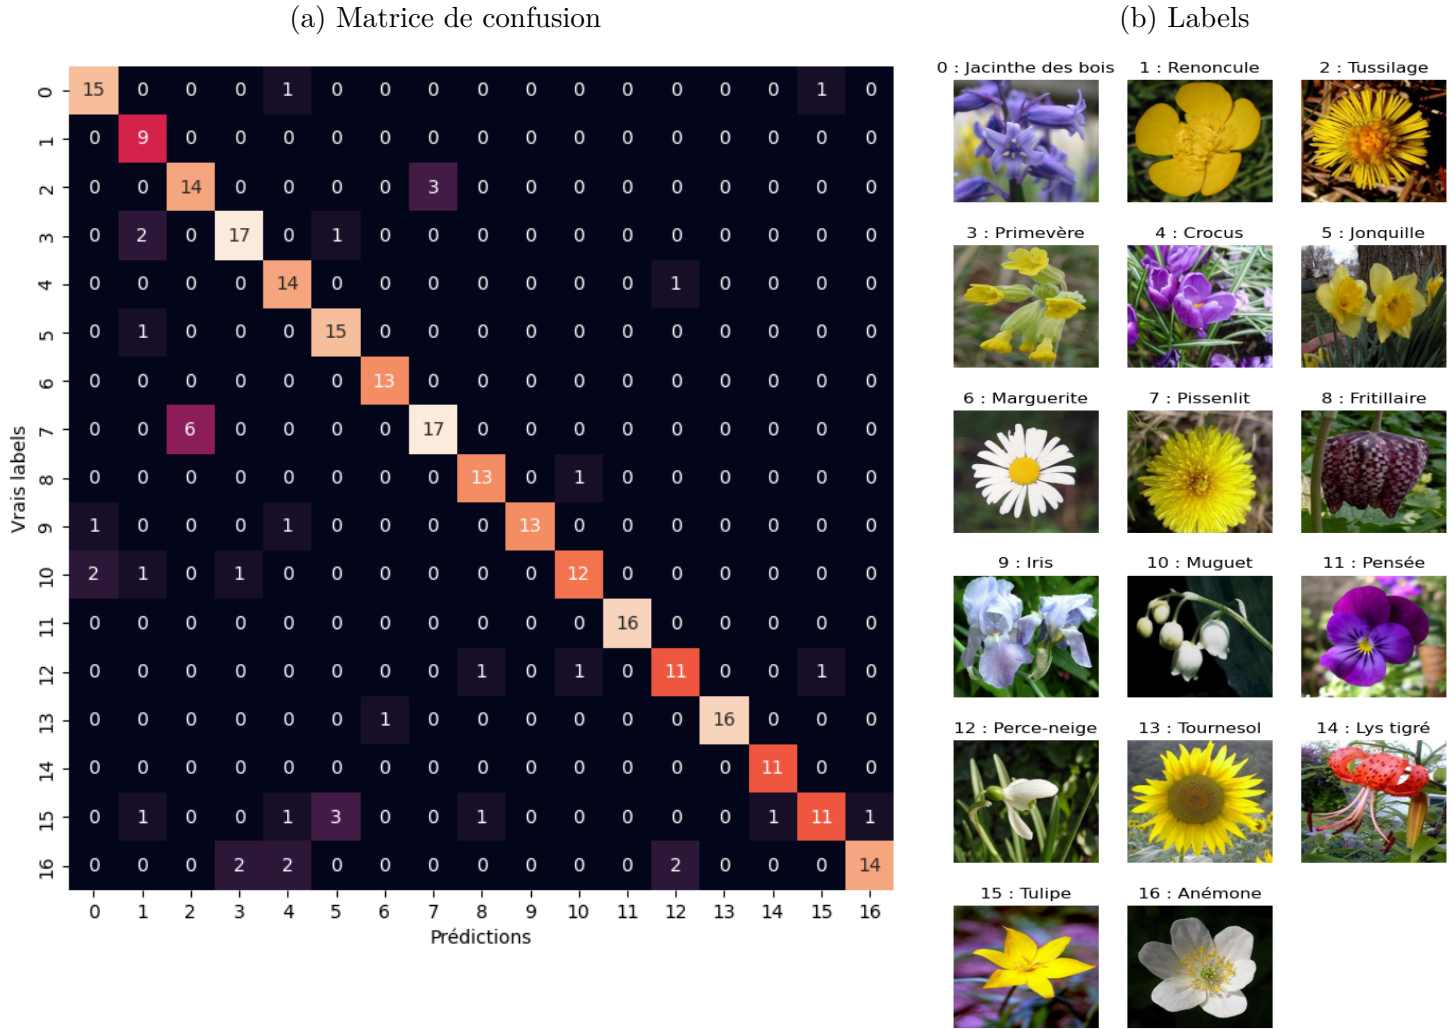 (a) Matrice de confusion
Vrais labels
0 15 0 0 0 1 0 0 0 0 0 0 0 0 0 0 1 0
1 0 9 0 0 0 0 0 0 0 0 0 0 0 0 0 0 0
2 0 0 14 0 0 0 0 3 0 0 0 0 0 0 0 0 0
3 0 2 0 17 0 1 0 0 0 0 0 0 0 0 0 0 0
4 0 0 0 0 14 0 0 0 0 0 0 0 1 0 0 0 0
5 0 1 0 0 0 15 0 0 0 0 0 0 0 0 0 0 0
6 0 0 0 0 0 0 13 0 0 0 0 0 0 0 0 0 0
7 0 0 6 0 0 0 0 17 0 0 0 0 0 0 0 0 0
8 0 0 0 0 0 0 0 0 13 0 1 0 0 0 0 0 0
9 1 0 0 0 1 0 0 0 0 13 0 0 0 0 0 0 0
10 2 1 0 1 0 0 0 0 0 0 12 0 0 0 0 0 0
11 0 0 0 0 0 0 0 0 0 0 0 16 0 0 0 0 0
12 0 0 0 0 0 0 0 0 1 0 1 0 11 0 0 1 0
13 0 0 0 0 0 0 1 0 0 0 0 0 0 16 0 0 0
14 0 0 0 0 0 0 0 0 0 0 0 0 0 0 11 0 0
15 0 1 0 0 1 3 0 0 1 0 0 0 0 0 1 11 1
16 0 0 0 2 2 0 0 0 0 0 0 0 2 0 0 0 14
0 1 2 3 4 5 6 7 8 9 10 11 12 13 14 15 16
Prédictions
(b) Labels
0 : Jacinthe des bois 1 : Renoncule 2 : Tussilage
3 : Primevère 4 : Crocus 5 : Jonquille
6 : Marguerite 7 : Pissenlit 8 : Fritillaire
9 : Iris 10 : Muguet 11 : Pensée
12 : Perce-neige 13 : Tournesol 14 : Lys tigré
15 : Tulipe 16 : Anémone